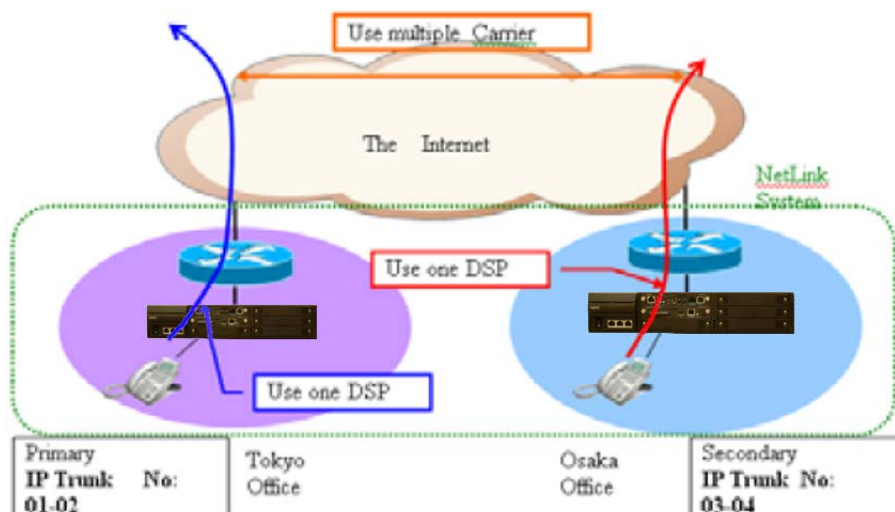 Use multiple Carrier
The Internet
NetLink
System
Use one DSP
Use one DSP
Primary
IP Trunk No:
01-02
Tokyo
Office
Osaka
Office
Secondary
IP Trunk No:
03-04